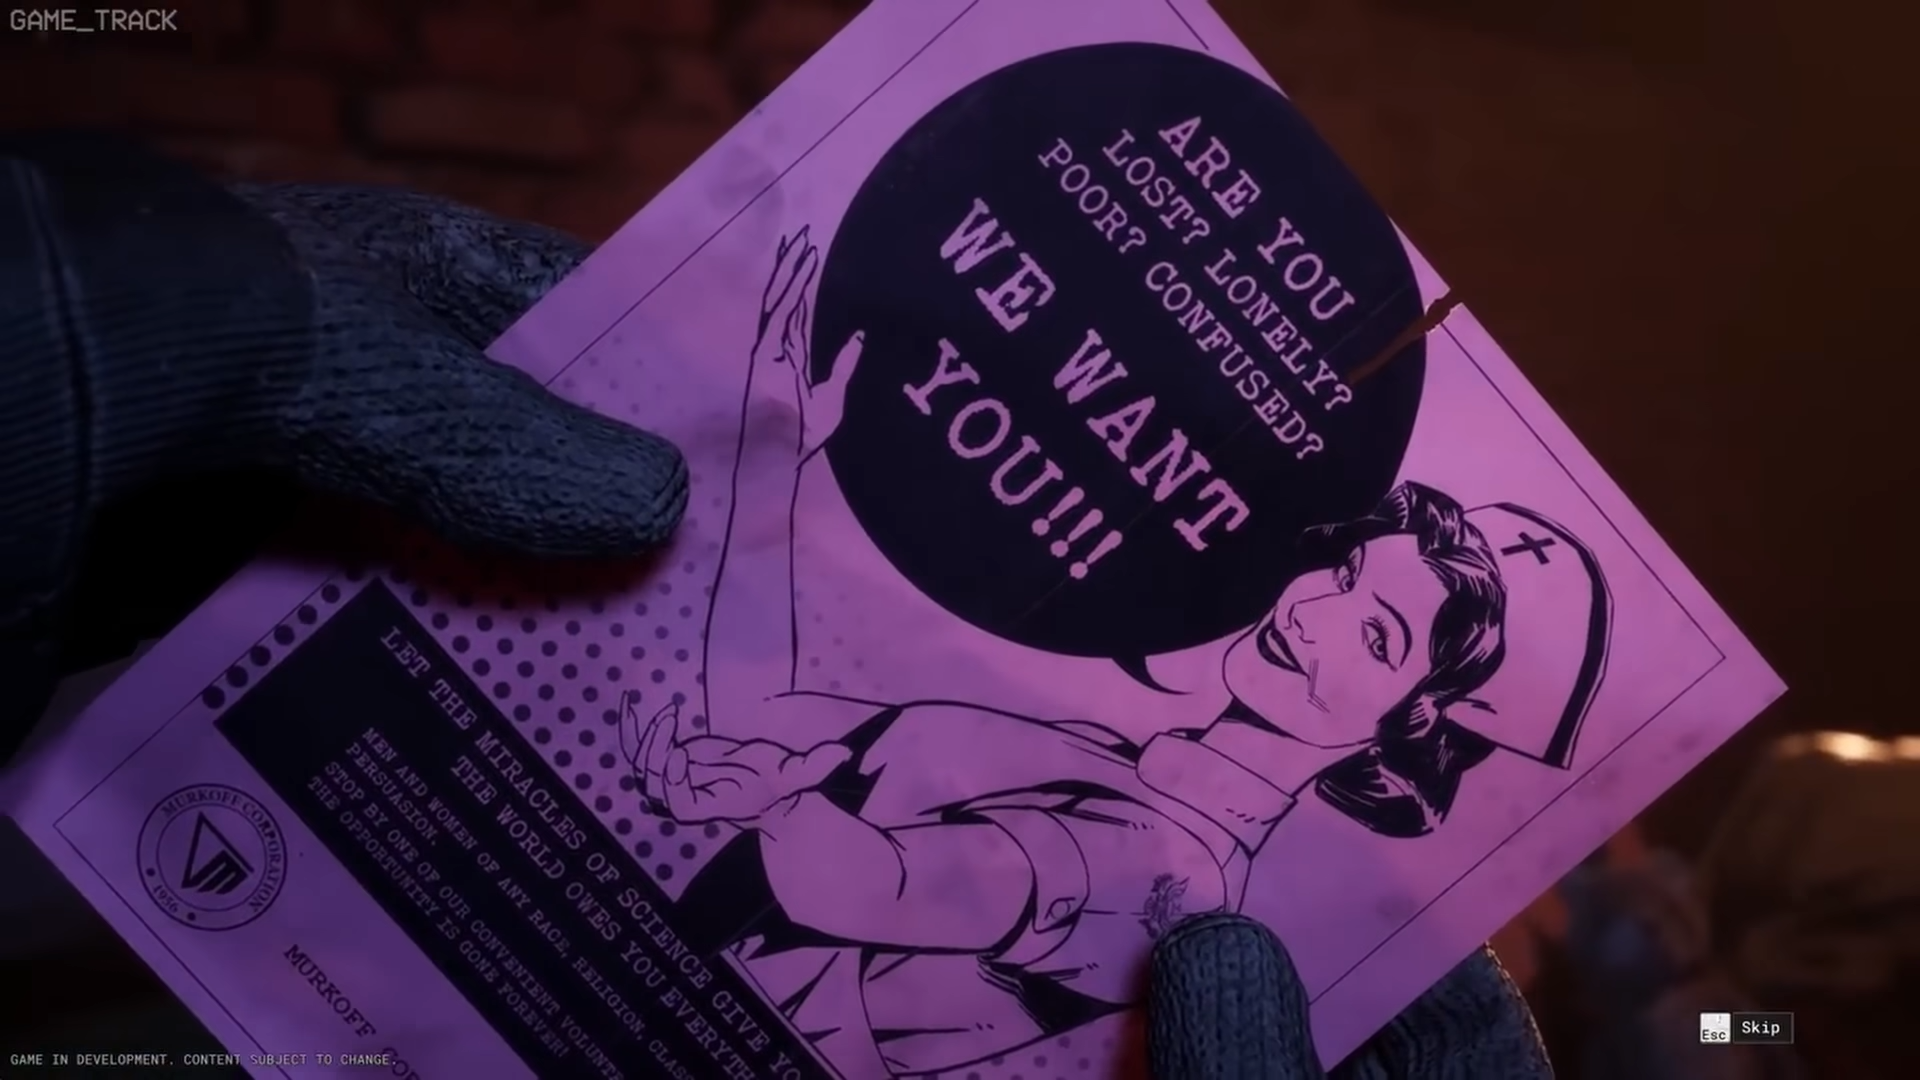 GAME_TRACK
ARE YOU
LOST? LONELY?
POOR? CONFUSED?
WE WANT
YOU!!!
LET THE MIRACLES OF SCIENCE GIVE YO
THE WORLD OWES YOU EVERYTH
MEN AND WOMEN OF ANY RACE, RELIGION, CLAS
PERSUASION.
STOP BY ONE OF OUR CONVENIENT VOLUNTE
THE OPPORTUNITY IS GONE FOREVER!
MURKOFF CORPORATION
1956
MURKOFF COR
Esc Skip
GAME IN DEVELOPMENT. CONTENT SUBJECT TO CHANGE.